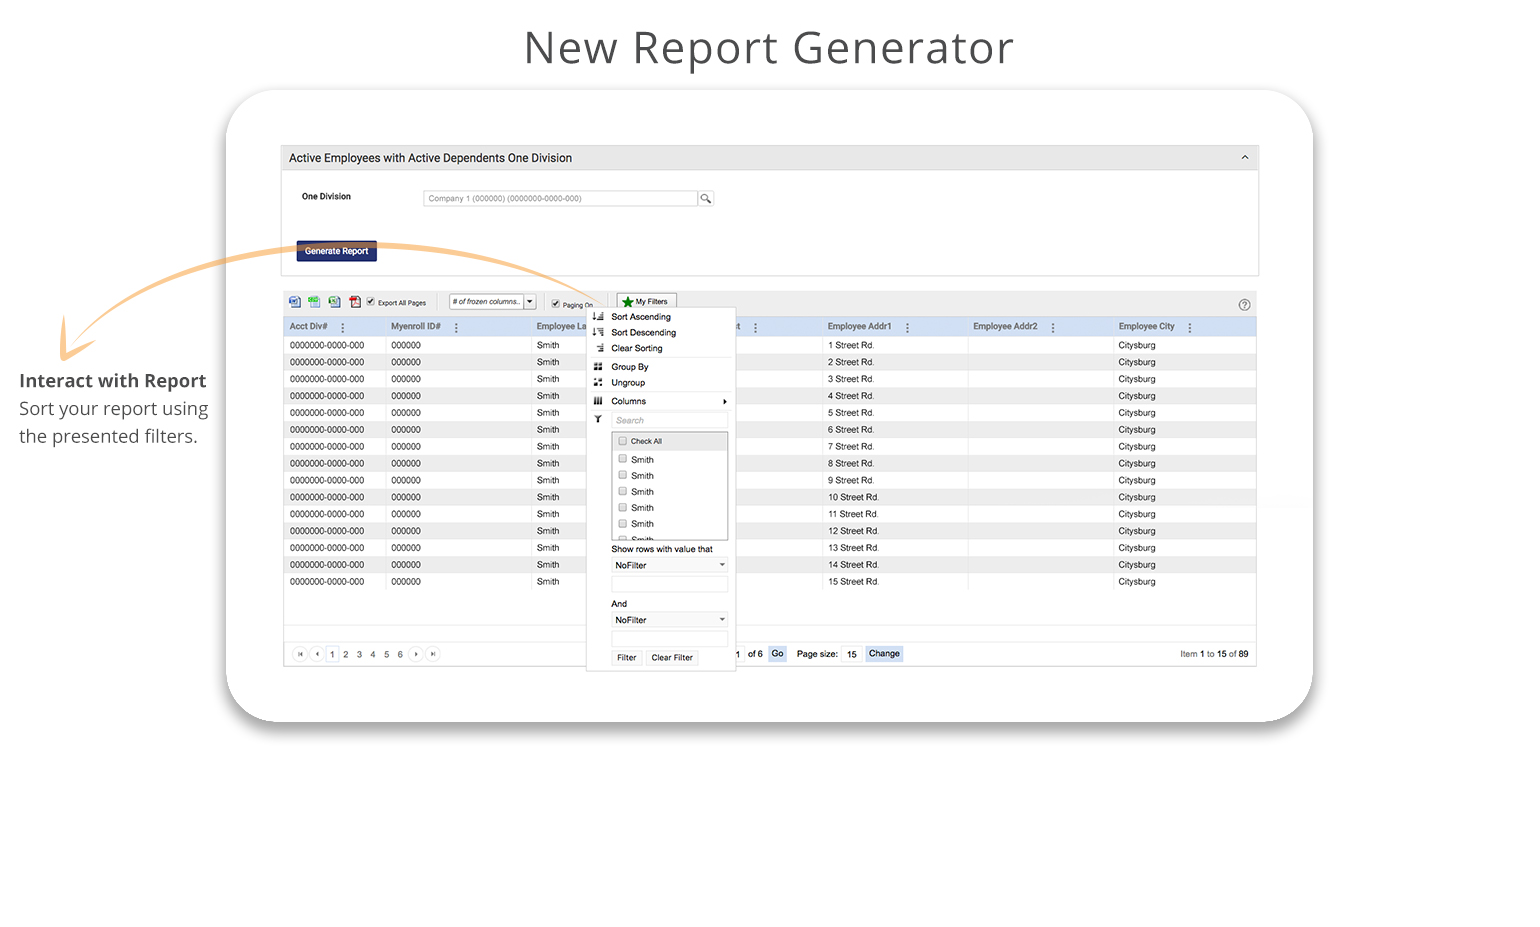 New Report Generator
Active Employees with Active Dependents One Division
One Division
Company 1 (000000) (0000000-0000-000)
Generate Report
Export All Pages
# of frozen columns..
Paging On
My Filters
Acct Div# Myenroll ID# Employee La st Employee Addr1 Employee Addr2 Employee City
0000000-0000-000 000000 Smith 1 Street Rd. Citysburg
0000000-0000-000 000000 Smith 2 Street Rd. Citysburg
0000000-0000-000 000000 Smith 3 Street Rd. Citysburg
0000000-0000-000 000000 Smith 4 Street Rd. Citysburg
0000000-0000-000 000000 Smith 5 Street Rd. Citysburg
0000000-0000-000 000000 Smith 6 Street Rd. Citysburg
0000000-0000-000 000000 Smith 7 Street Rd. Citysburg
0000000-0000-000 000000 Smith 8 Street Rd. Citysburg
0000000-0000-000 000000 Smith 9 Street Rd. Citysburg
0000000-0000-000 000000 Smith 10 Street Rd. Citysburg
0000000-0000-000 000000 Smith 11 Street Rd. Citysburg
0000000-0000-000 000000 Smith 12 Street Rd. Citysburg
0000000-0000-000 000000 Smith 13 Street Rd. Citysburg
0000000-0000-000 000000 Smith 14 Street Rd. Citysburg
0000000-0000-000 000000 Smith 15 Street Rd. Citysburg
Sort Ascending
Sort Descending
Clear Sorting
Group By
Ungroup
Columns
Search
Check All
Smith
Smith
Smith
Smith
Smith
Smith
Show rows with value that
NoFilter
And
NoFilter
Filter Clear Filter
1 2 3 4 5 6
1 of 6 Go Page size: 15 Change
Item 1 to 15 of 89
Interact with Report
Sort your report using
the presented filters.